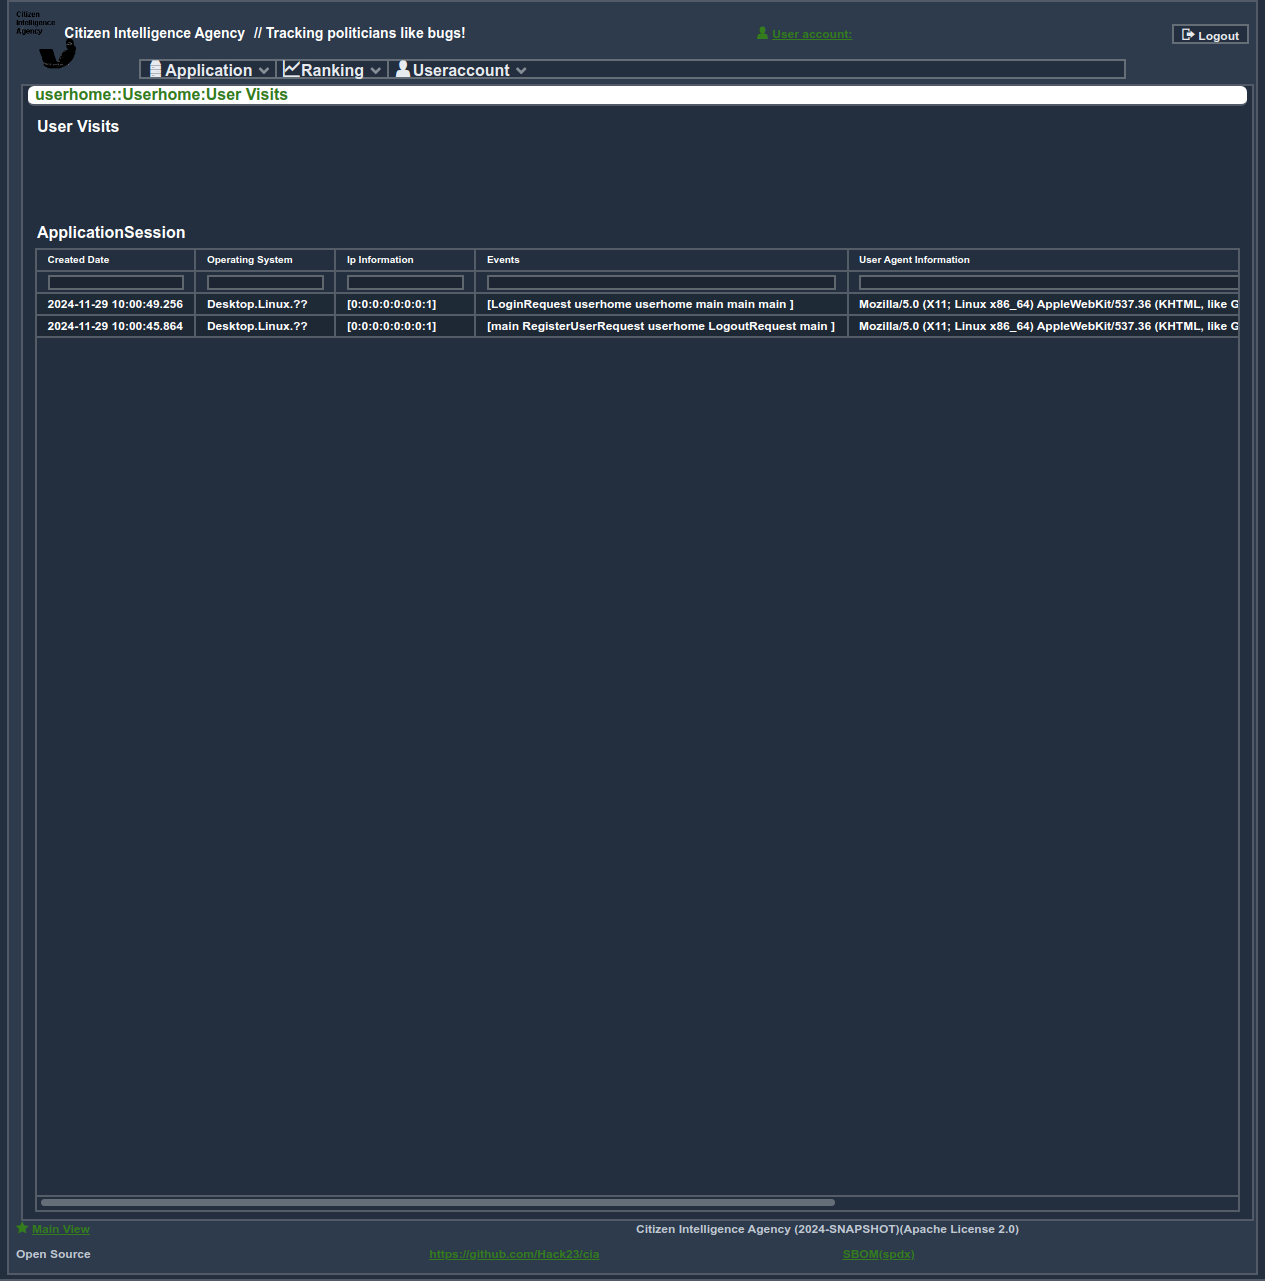 Citizen
Intelligence
Agency
Citizen Intelligence Agency // Tracking politicians like bugs!
User account:
Logout
Application
Ranking
Useraccount
userhome::Userhome:User Visits
User Visits
ApplicationSession
Created Date Operating System Ip Information Events User Agent Information
2024-11-29 10:00:49.256 Desktop.Linux.?? [0:0:0:0:0:0:0:1] [LoginRequest userhome userhome main main main ] Mozilla/5.0 (X11; Linux x86_64) AppleWebKit/537.36 (KHTML, like G
2024-11-29 10:00:45.864 Desktop.Linux.?? [0:0:0:0:0:0:0:1] [main RegisterUserRequest userhome LogoutRequest main ] Mozilla/5.0 (X11; Linux x86_64) AppleWebKit/537.36 (KHTML, like G
Main View Citizen Intelligence Agency (2024-SNAPSHOT)(Apache License 2.0)
Open Source https://github.com/Hack23/cia SBOM(spdx)